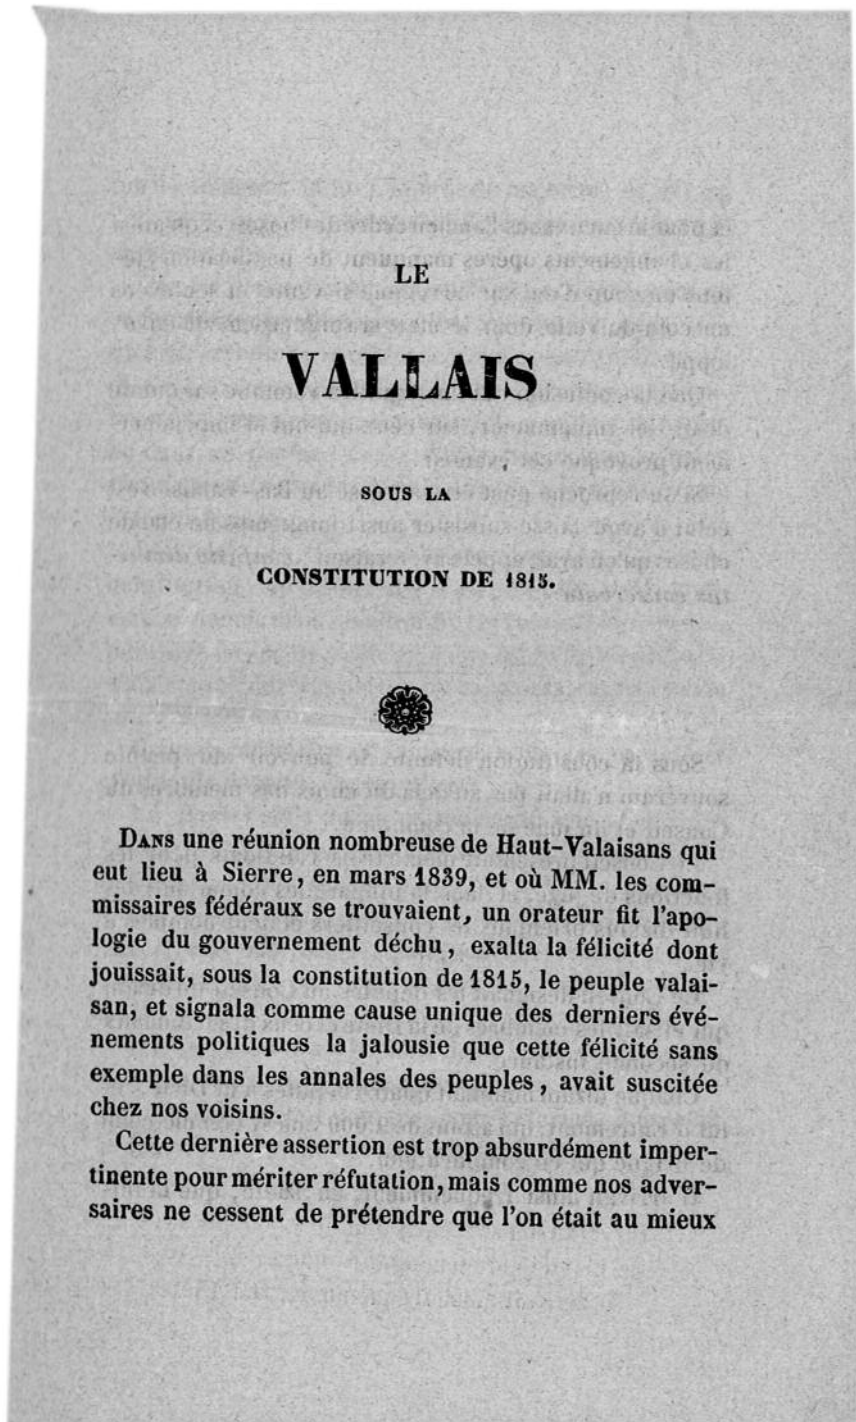 LE
VALLAIS
SOUS LA
CONSTITUTION DE 1815.
DANS une réunion nombreuse de Haut-Valaisans qui
eut lieu à Sierre, en mars 1839, et où MM. les com-
missaires fédéraux se trouvaient, un orateur fit l'apo-
logie du gouvernement déchu, exalta la félicité dont
jouissait, sous la constitution de 1815, le peuple valai-
san, et signala comme cause unique des derniers évé-
nements politiques la jalousie que cette félicité sans
exemple dans les annales des peuples, avait suscitée
chez nos voisins.
Cette dernière assertion est trop absurdément imper-
tinente pour mériter réfutation, mais comme nos adver-
saires ne cessent de prétendre que l'on était au mieux